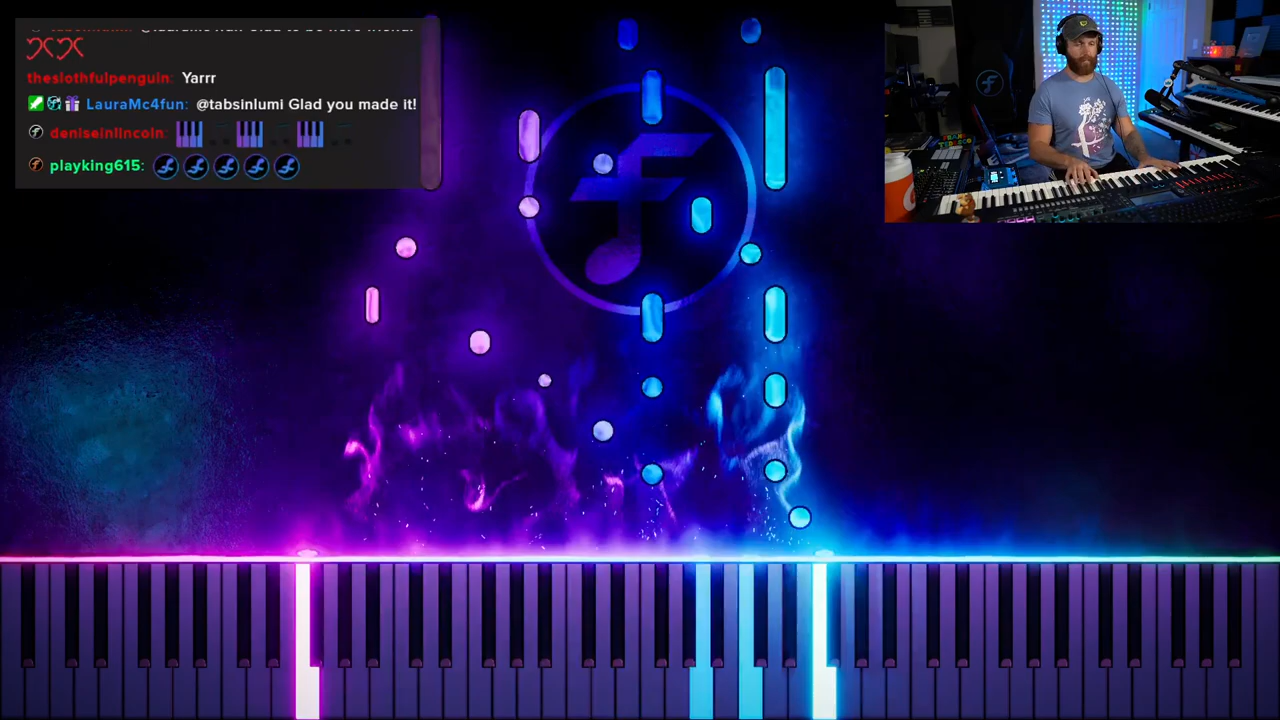 theslothfulpenguin: Yarrr
LauraMc4fun: @tabsinlumi Glad you made it!
deniseinlincoln:
playking615: